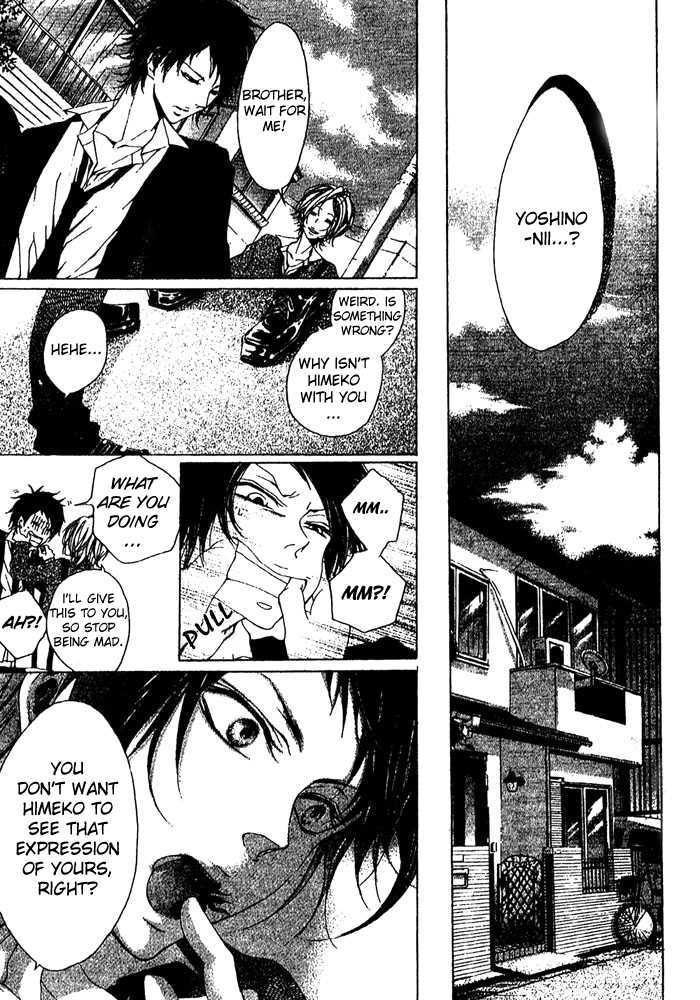 YOSHINO
-NII...?
BROTHER,
WAIT FOR
ME!
WEIRD. IS
SOMETHING
WRONG?
WHY ISN'T
HIMEKO
WITH YOU
...
HEHE...
MM..
MM?!
PULL
WHAT
ARE YOU
DOING
...
I'LL GIVE
THIS TO YOU,
SO STOP
BEING MAD.
AH?!
YOU
DON'T WANT
HIMEKO TO
SEE THAT
EXPRESSION
OF YOURS,
RIGHT?